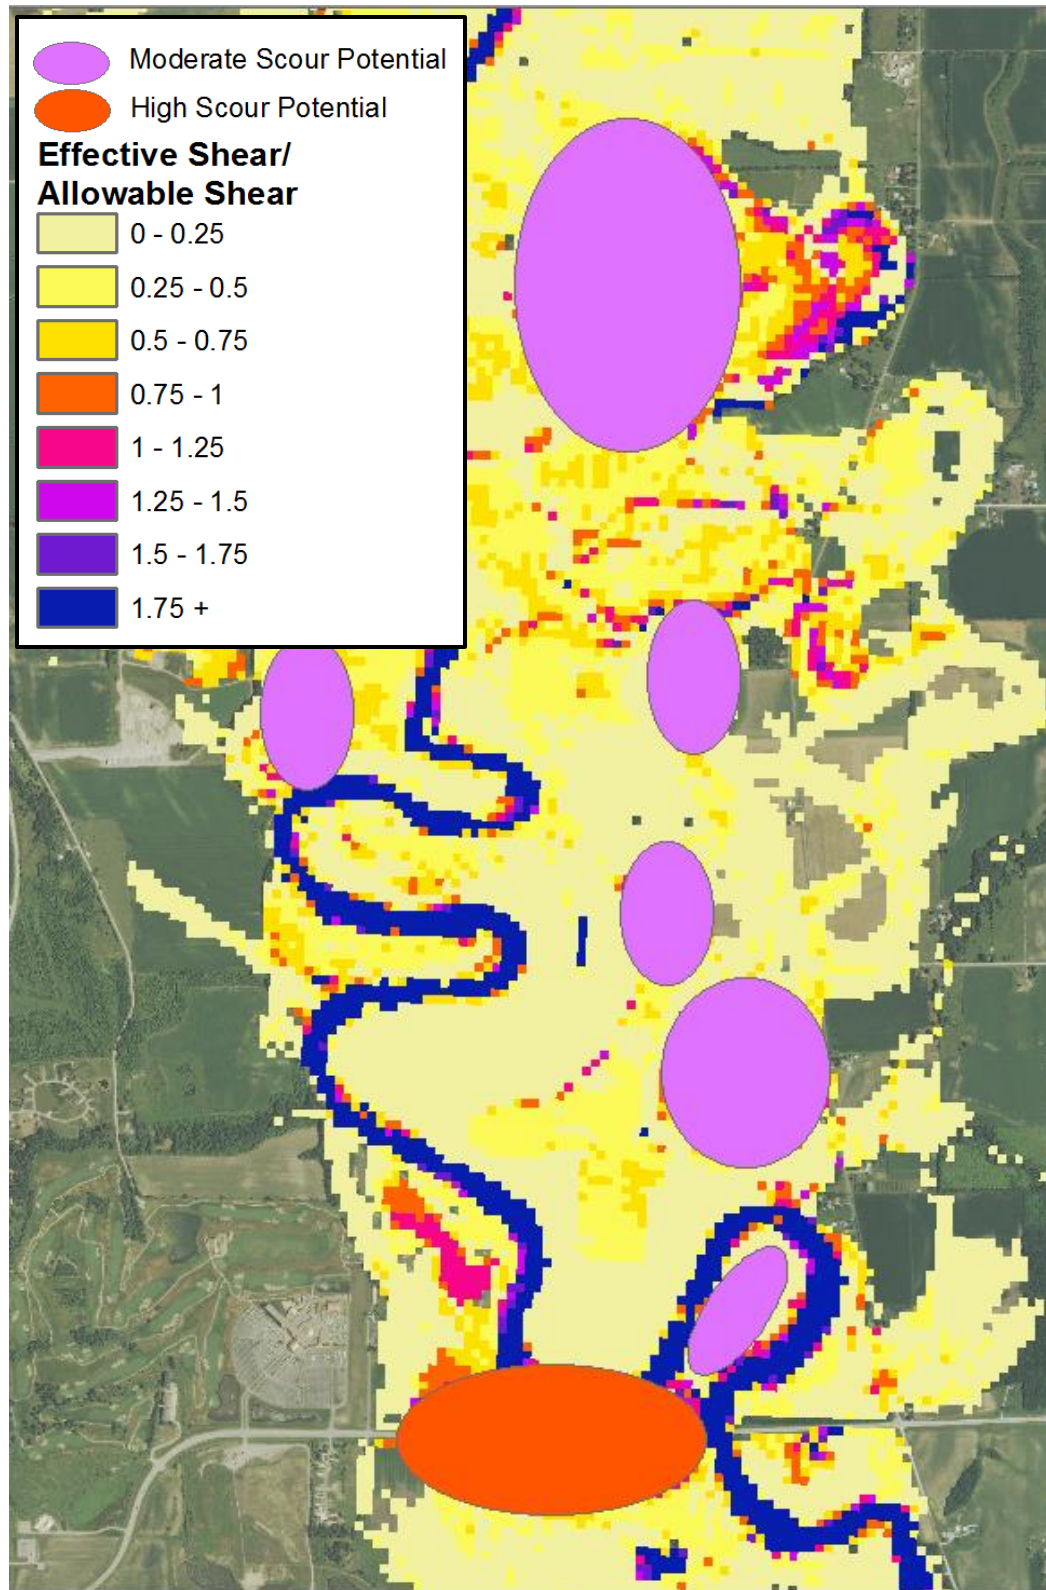 Moderate Scour Potential
High Scour Potential
Effective Shear/
Allowable Shear
0 - 0.25
0.25 - 0.5
0.5 - 0.75
0.75 - 1
1 - 1.25
1.25 - 1.5
1.5 - 1.75
1.75 +